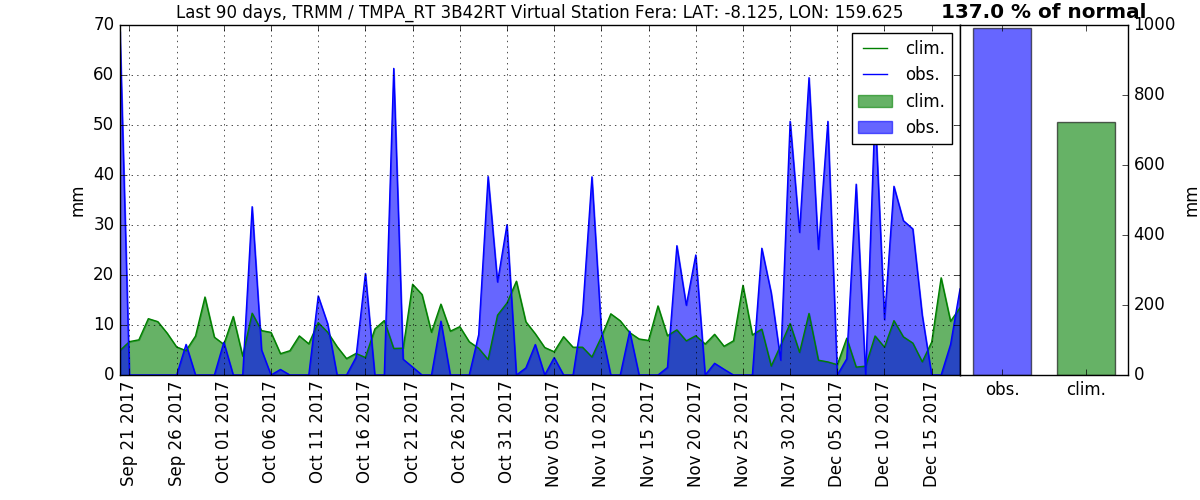 Last 90 days, TRMM / TMPA_RT 3B42RT Virtual Station Fera: LAT: -8.125, LON: 159.625
137.0 % of normal
70
60
50
40
30
20
10
0
mm
clim.
obs.
clim.
obs.
1000
800
600
400
200
0
mm
Sep 21 2017
Sep 26 2017
Oct 01 2017
Oct 06 2017
Oct 11 2017
Oct 16 2017
Oct 21 2017
Oct 26 2017
Oct 31 2017
Nov 05 2017
Nov 10 2017
Nov 15 2017
Nov 20 2017
Nov 25 2017
Nov 30 2017
Dec 05 2017
Dec 10 2017
Dec 15 2017
obs.
clim.